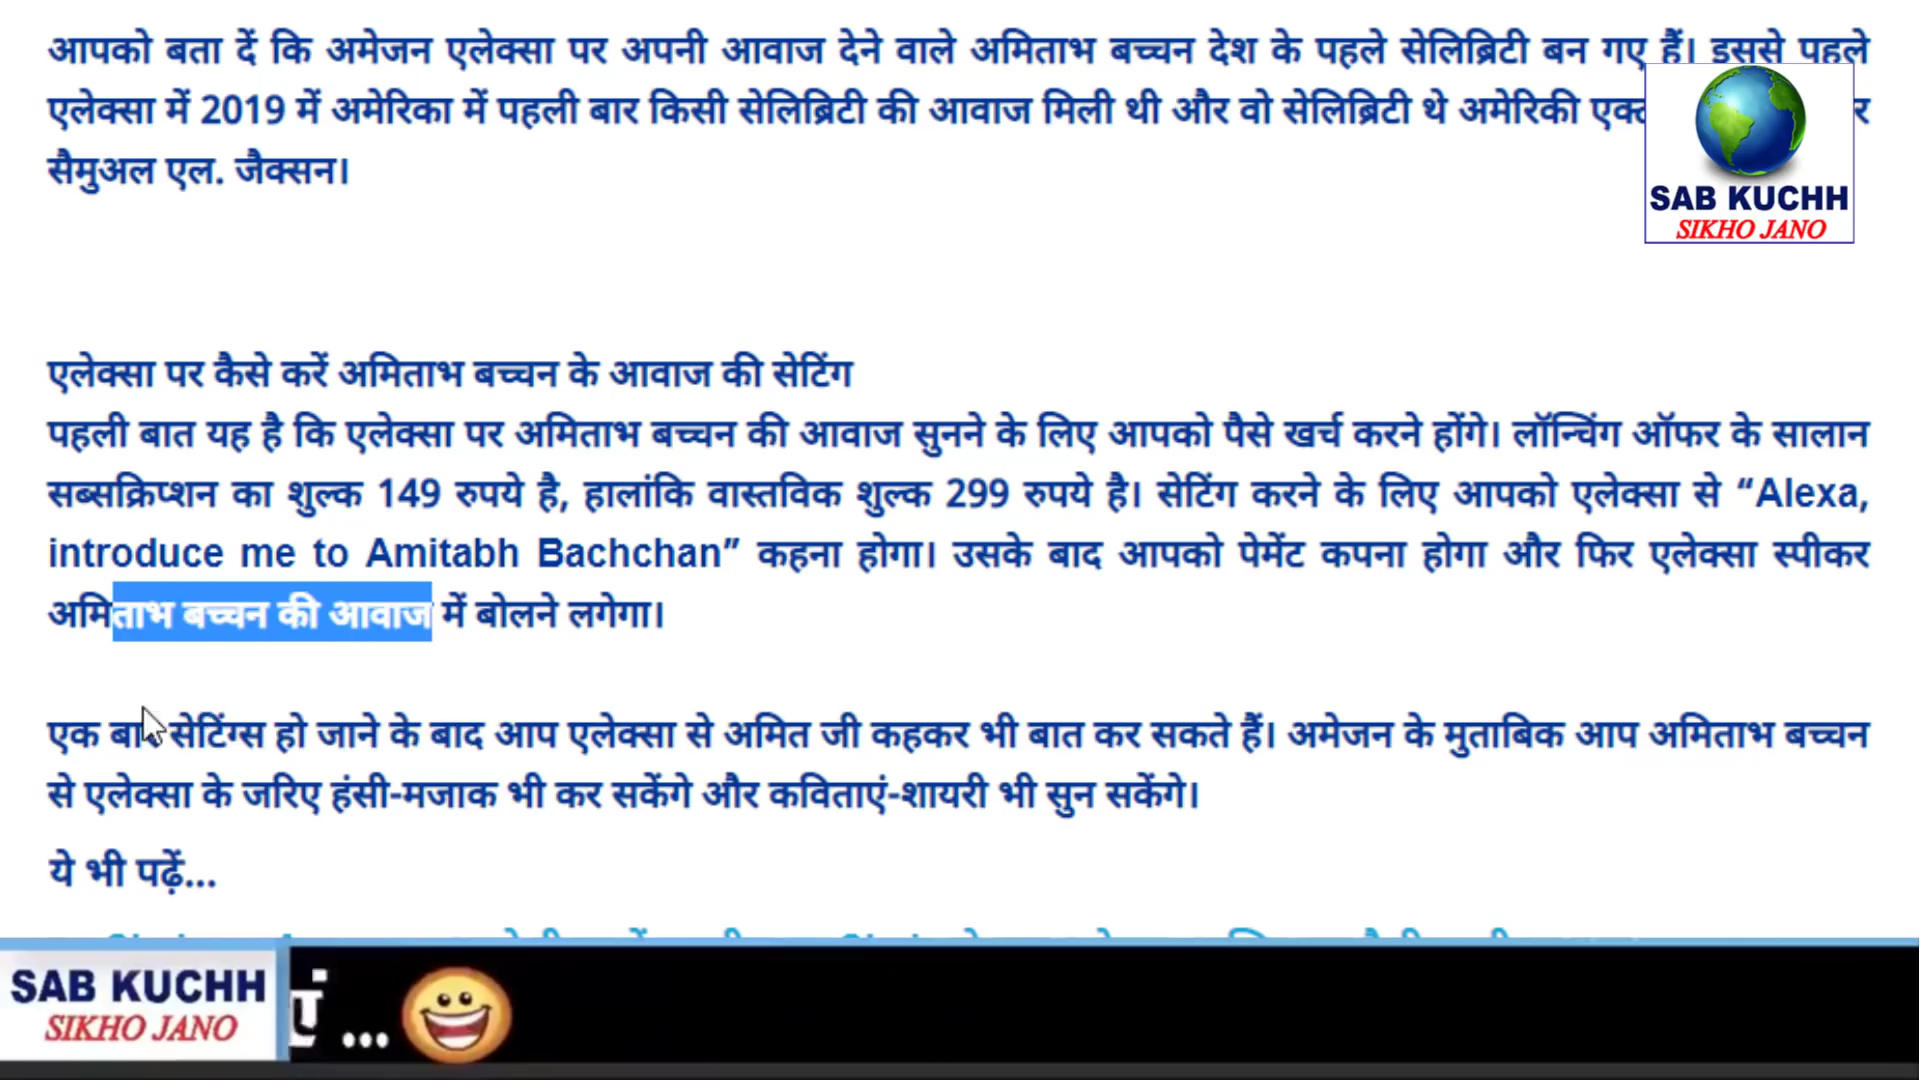 आपको बता दें कि अमेजन एलेक्सा पर अपनी आवाज देने वाले अमिताभ बच्चन देश के पहले सेलिब्रिटी बन गए हैं। इससे पहले
एलेक्सा में 2019 में अमेरिका में पहली बार किसी सेलिब्रिटी की आवाज मिली थी और वो सेलिब्रिटी थे अमेरिकी
सैमुअल एल. जैक्सन।
SAB KUCHH
SIKHO JANO
एलेक्सा पर कैसे करें अमिताभ बच्चन के आवाज की सेटिंग
पहली बात यह है कि एलेक्सा पर अमिताभ बच्चन की आवाज सुनने के लिए आपको पैसे खर्च करने होंगे। लॉन्चिंग ऑफर के सालान
सब्सक्रिप्शन का शुल्क 149 रुपये है, हालांकि वास्तविक शुल्क 299 रुपये है। सेटिंग करने के लिए आपको एलेक्सा से “Alexa,
introduce me to Amitabh Bachchan” कहना होगा। उसके बाद आपको पेमेंट कपना होगा और फिर एलेक्सा स्पीकर
अमिताभ बच्चन की आवाज में बोलने लगेगा।
एक बार सेटिंग्स हो जाने के बाद आप एलेक्सा से अमित जी कहकर भी बात कर सकते हैं। अमेजन के मुताबिक आप अमिताभ बच्चन
से एलेक्सा के जरिए हंसी-मजाक भी कर सकेंगे और कविताएं-शायरी भी सुन सकेंगे।
ये भी पढ़ें...
SAB KUCHH
SIKHO JANO
...